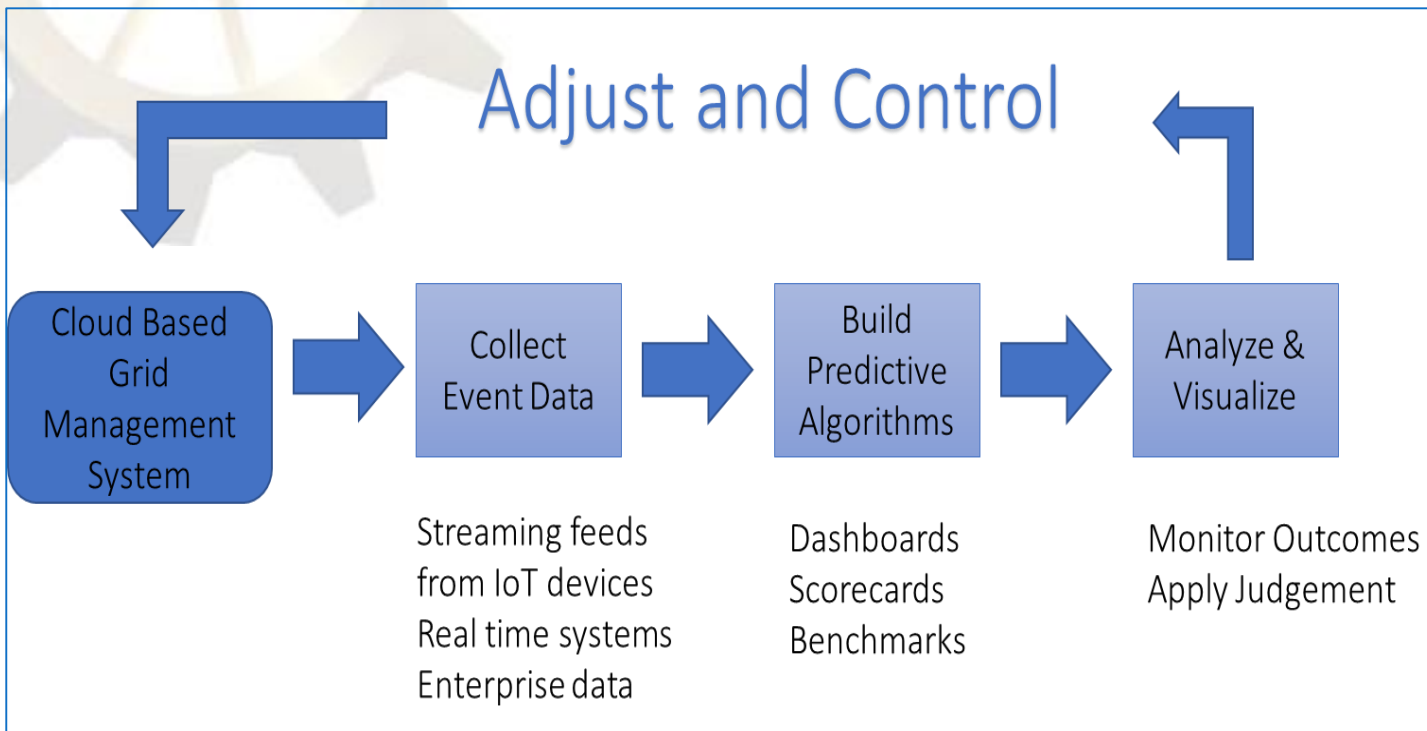 Adjust and Control
Cloud Based
Grid
Management
System
Collect
Event Data
Build
Predictive
Algorithms
Analyze &
Visualize
Streaming feeds
from IoT devices
Real time systems
Enterprise data
Dashboards
Scorecards
Benchmarks
Monitor Outcomes
Apply Judgement